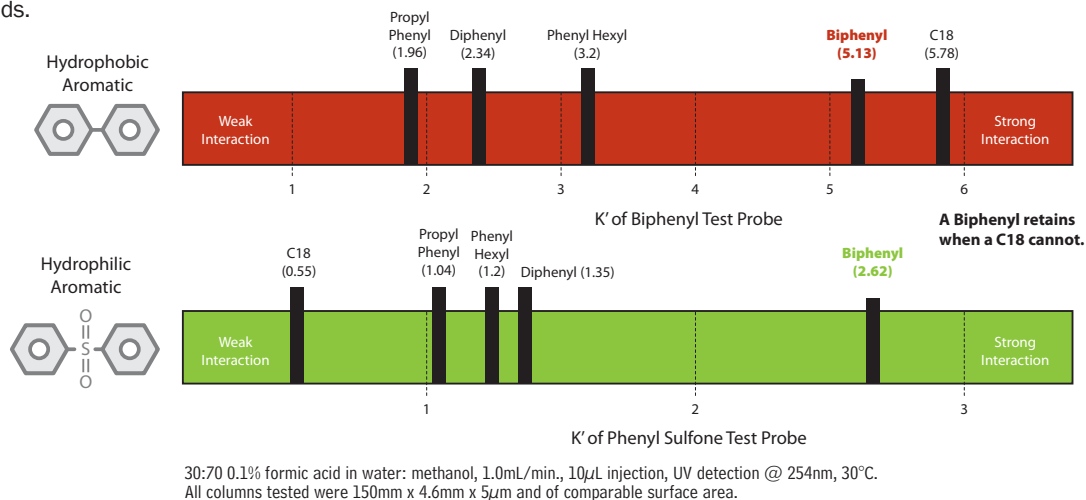 ds.
Propyl
Phenyl
(1.96)
Diphenyl
(2.34)
Phenyl Hexyl
(3.2)
Biphenyl
(5.13)
C18
(5.78)
Hydrophobic
Aromatic
Weak
Interaction
Strong
Interaction
1
2
3
4
5
6
K' of Biphenyl Test Probe
A Biphenyl retains
when a C18 cannot.
Hydrophilic
Aromatic
O
S
O
C18
(0.55)
Propyl
Phenyl
(1.04)
Phenyl
Hexyl
(1.2)
Diphenyl (1.35)
Biphenyl
(2.62)
Weak
Interaction
Strong
Interaction
1
2
3
K' of Phenyl Sulfone Test Probe
30:70 0.1% formic acid in water: methanol, 1.0mL/min., 10µL injection, UV detection @ 254nm, 30°C.
All columns tested were 150mm x 4.6mm x 5µm and of comparable surface area.